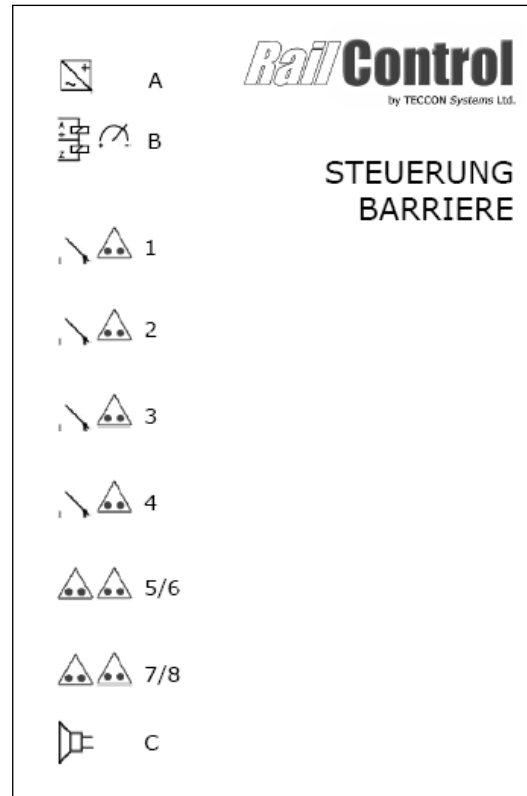 RailControl
by TECCON Systems Ltd.
STEUERUNG
BARRIERE
A
B
1
2
3
4
5/6
7/8
C